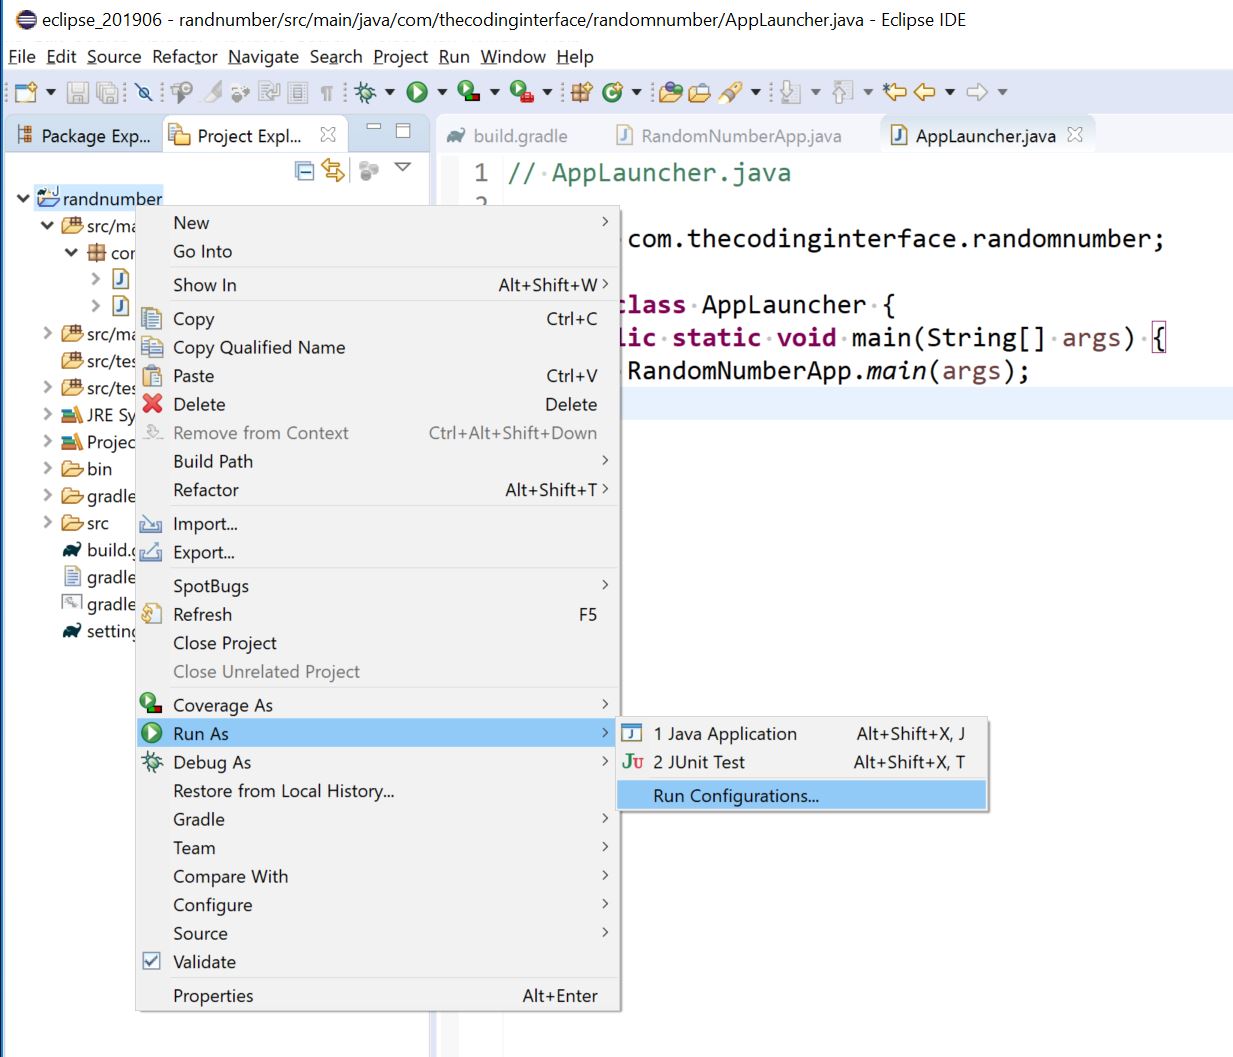 eclipse_201906 - randnumber/src/main/java/com/thecodinginterface/randomnumber/AppLauncher.java - Eclipse IDE
File Edit Source Refactor Navigate Search Project Run Window Help
Package Exp... Project Expl... build.gradle RandomNumberApp.java AppLauncher.java
1 // AppLauncher.java
2
com.thecodinginterface.randomnumber;
class AppLauncher {
lic static void main(String[] args) {
RandomNumberApp.main(args);
randnumber
src/ma
cor
src/ma
src/tes
src/tes
JRE Sy
Projec
bin
gradle
src
build.g
gradle
gradle
setting
New
Go Into
Show In Alt+Shift+W
Copy Ctrl+C
Copy Qualified Name
Paste Ctrl+V
Delete Delete
Remove from Context Ctrl+Alt+Shift+Down
Build Path
Refactor Alt+Shift+T
Import...
Export...
SpotBugs
Refresh F5
Close Project
Close Unrelated Project
Coverage As
Run As
Debug As
Restore from Local History...
Gradle
Team
Compare With
Configure
Source
Validate
Properties Alt+Enter
1 Java Application Alt+Shift+X, J
2 JUnit Test Alt+Shift+X, T
Run Configurations...